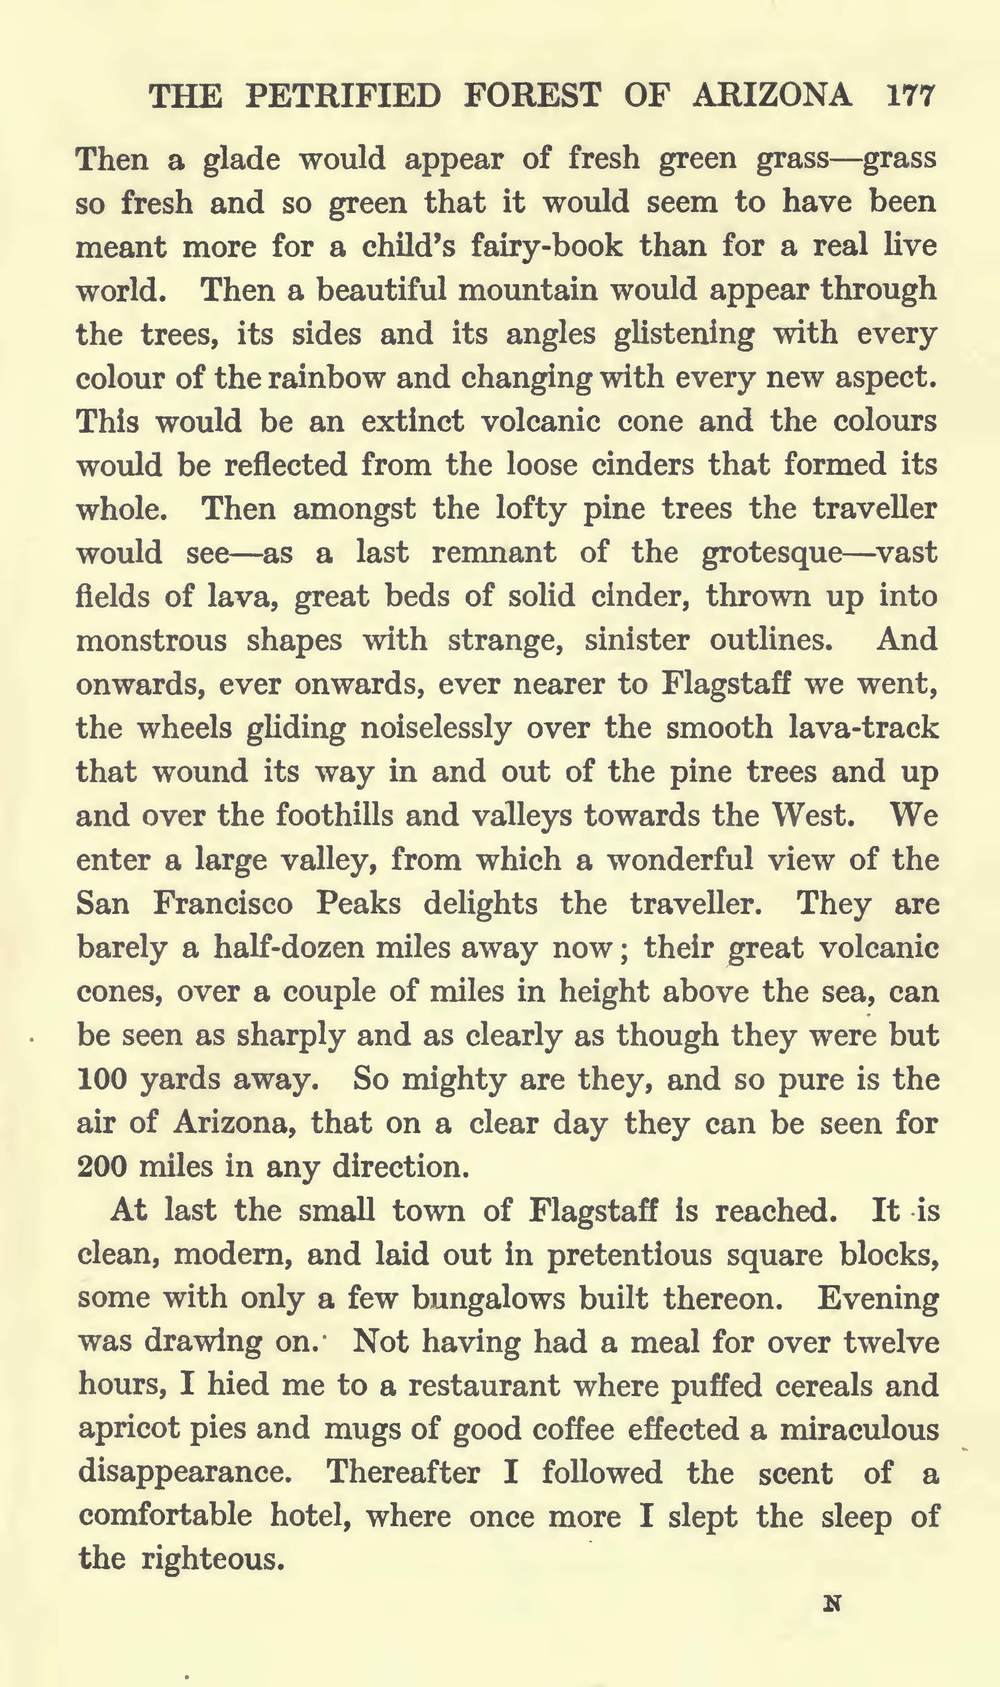 THE PETRIFIED FOREST OF ARIZONA 177
Then a glade would appear of fresh green grass—grass
so fresh and so green that it would seem to have been
meant more for a child's fairy-book than for a real live
world. Then a beautiful mountain would appear through
the trees, its sides and its angles glistening with every
colour of the rainbow and changing with every new aspect.
This would be an extinct volcanic cone and the colours
would be reflected from the loose cinders that formed its
whole. Then amongst the lofty pine trees the traveller
would see—as a last remnant of the grotesque—vast
fields of lava, great beds of solid cinder, thrown up into
monstrous shapes with strange, sinister outlines. And
onwards, ever onwards, ever nearer to Flagstaff we went,
the wheels gliding noiselessly over the smooth lava-track
that wound its way in and out of the pine trees and up
and over the foothills and valleys towards the West. We
enter a large valley, from which a wonderful view of the
San Francisco Peaks delights the traveller. They are
barely a half-dozen miles away now; their great volcanic
cones, over a couple of miles in height above the sea, can
be seen as sharply and as clearly as though they were but
100 yards away. So mighty are they, and so pure is the
air of Arizona, that on a clear day they can be seen for
200 miles in any direction.
At last the small town of Flagstaff is reached. It is
clean, modern, and laid out in pretentious square blocks,
some with only a few bungalows built thereon. Evening
was drawing on. Not having had a meal for over twelve
hours, I hied me to a restaurant where puffed cereals and
apricot pies and mugs of good coffee effected a miraculous
disappearance. Thereafter I followed the scent of a
comfortable hotel, where once more I slept the sleep of
the righteous.
N